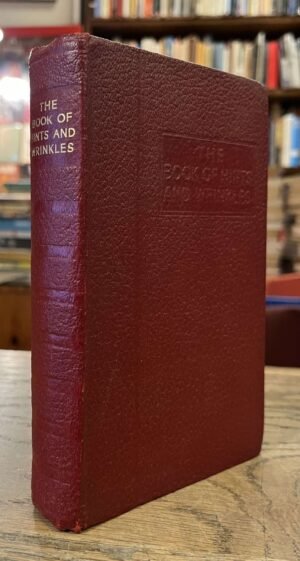 THE
BOOK OF
HINTS AND
WRINKLES
THE
BOOK OF HINTS
AND WRINKLES